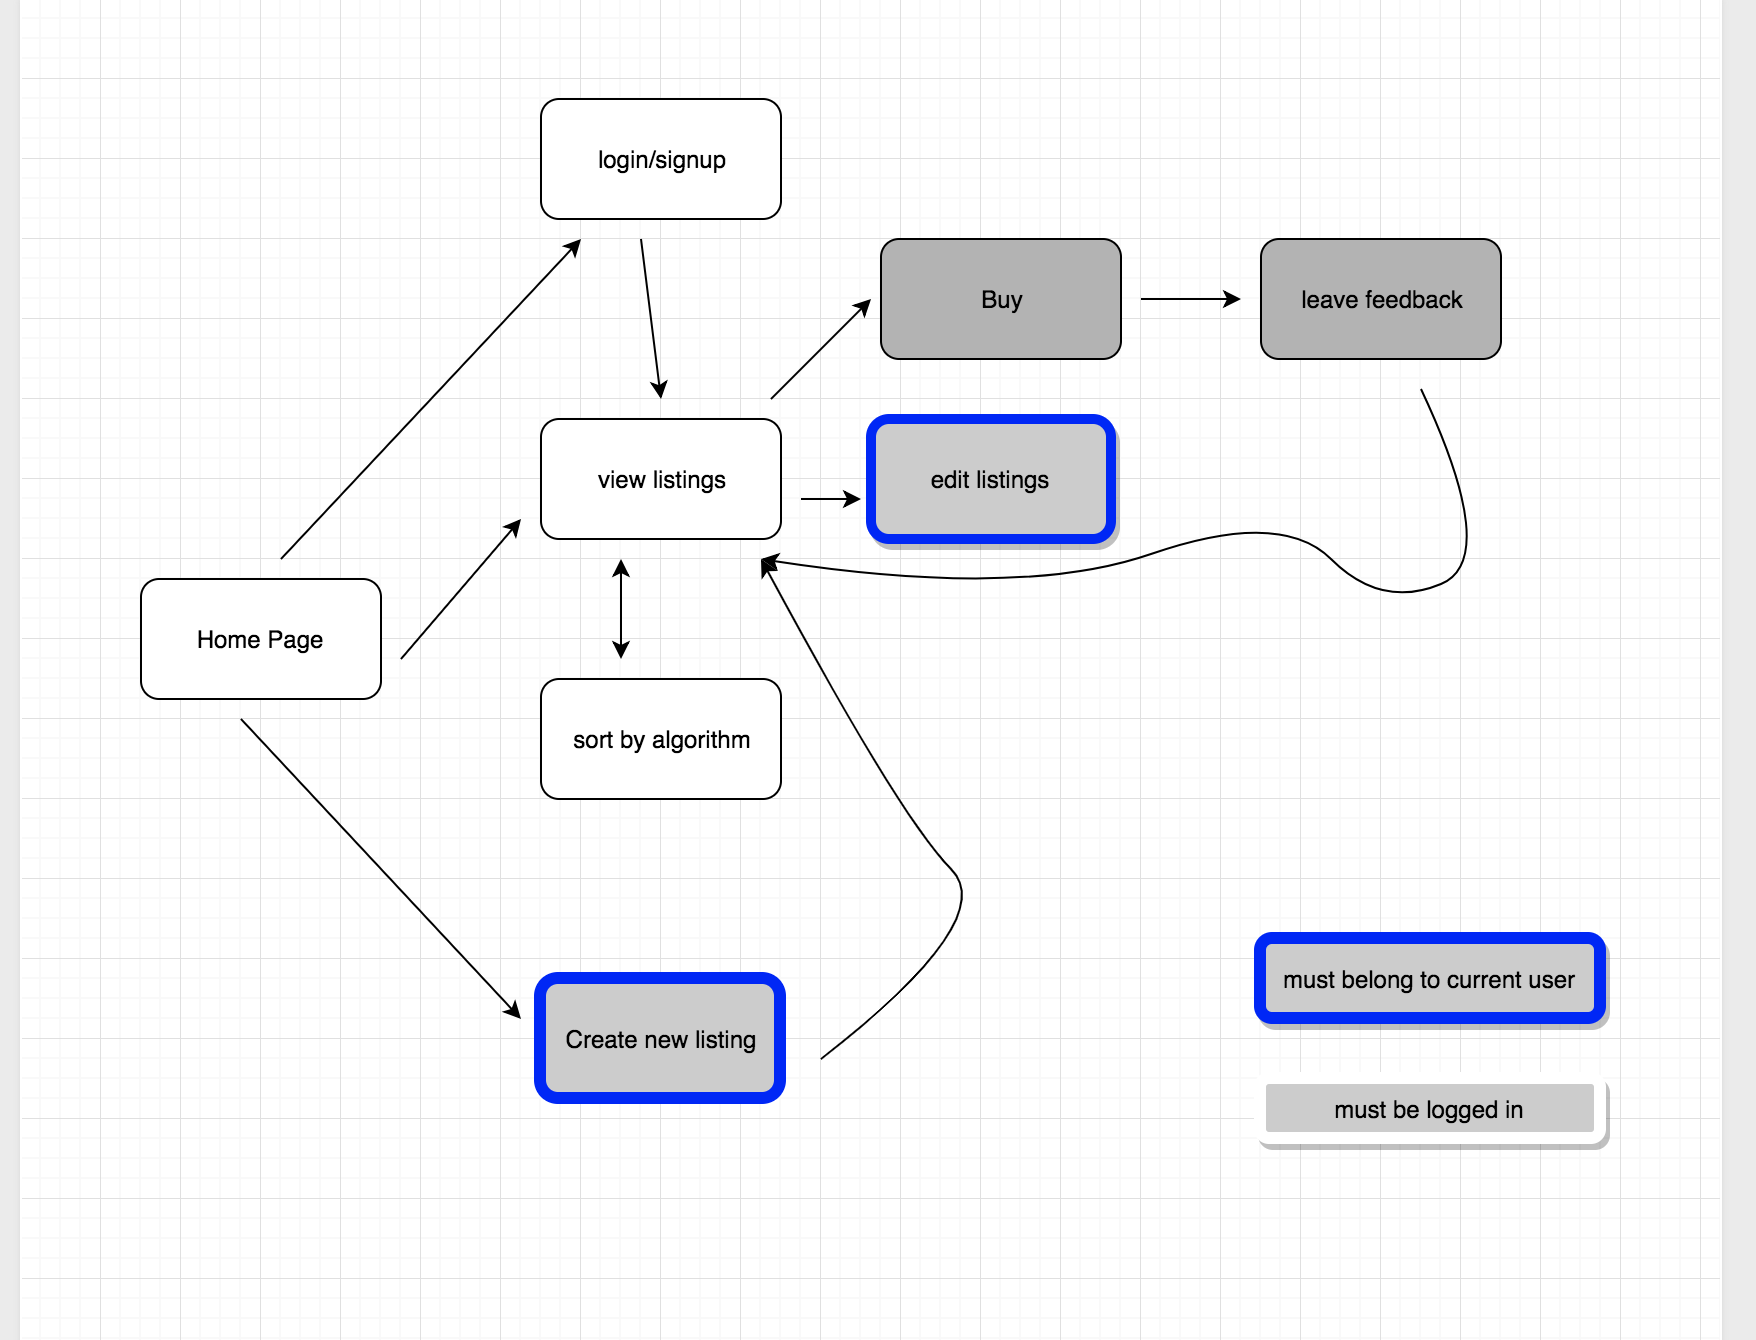 login/signup
Buy
leave feedback
view listings
edit listings
Home Page
sort by algorithm
Create new listing
must belong to current user
must be logged in